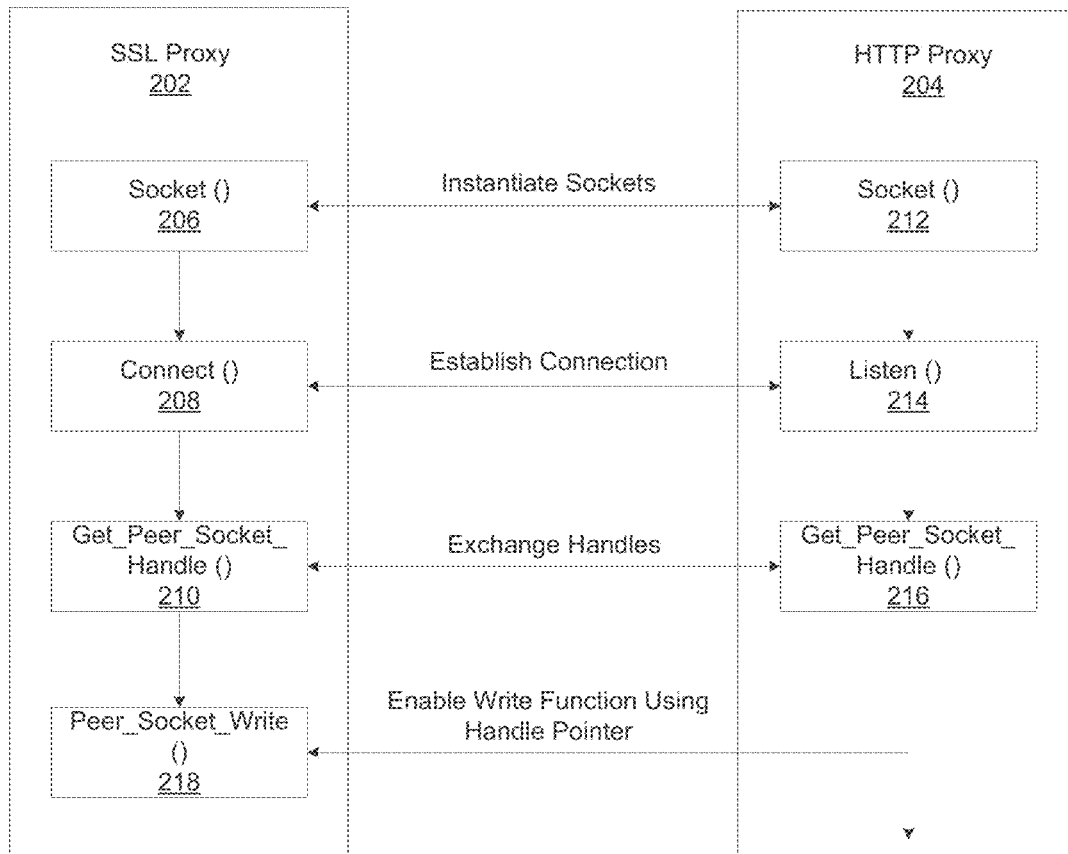 SSL Proxy
202
HTTP Proxy
204
Socket ()
206
Instantiate Sockets
Socket ()
212
Connect ()
208
Establish Connection
Listen ()
214
Get_Peer_Socket_
Handle ()
210
Exchange Handles
Get_Peer_Socket_
Handle ()
216
Peer_Socket_Write
()
218
Enable Write Function Using
Handle Pointer